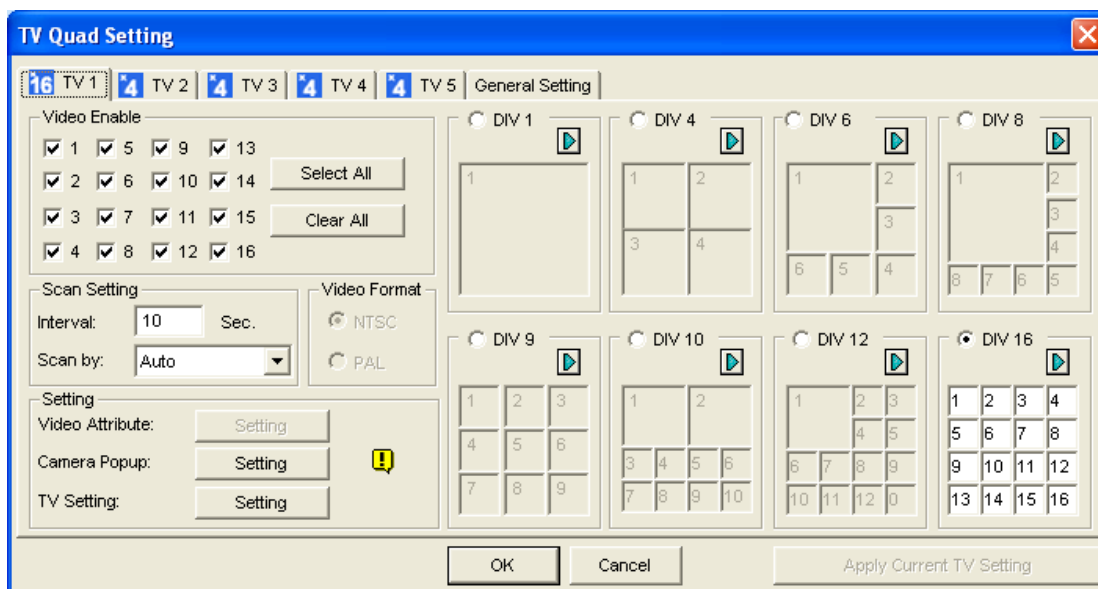 TV Quad Setting
×16 TV 1 ×4 TV 2 ×4 TV 3 ×4 TV 4 ×4 TV 5 General Setting
Video Enable
1 5 9 13
2 6 10 14
3 7 11 15
4 8 12 16
Select All
Clear All
Scan Setting
Interval: 10 Sec.
Scan by: Auto
Video Format
NTSC
PAL
Setting
Video Attribute: Setting
Camera Popup: Setting
TV Setting: Setting
DIV 1
1
DIV 4
1 2
3 4
DIV 6
1 2
3
6 5 4
DIV 8
1 2
3
4
8 7 6 5
DIV 9
1 2 3
4 5 6
7 8 9
DIV 10
1 2
3 4 5 6
7 8 9 10
DIV 12
1 2 3
4 5
6 7 8 9
10 11 12 0
DIV 16
1 2 3 4
5 6 7 8
9 10 11 12
13 14 15 16
OK Cancel Apply Current TV Setting